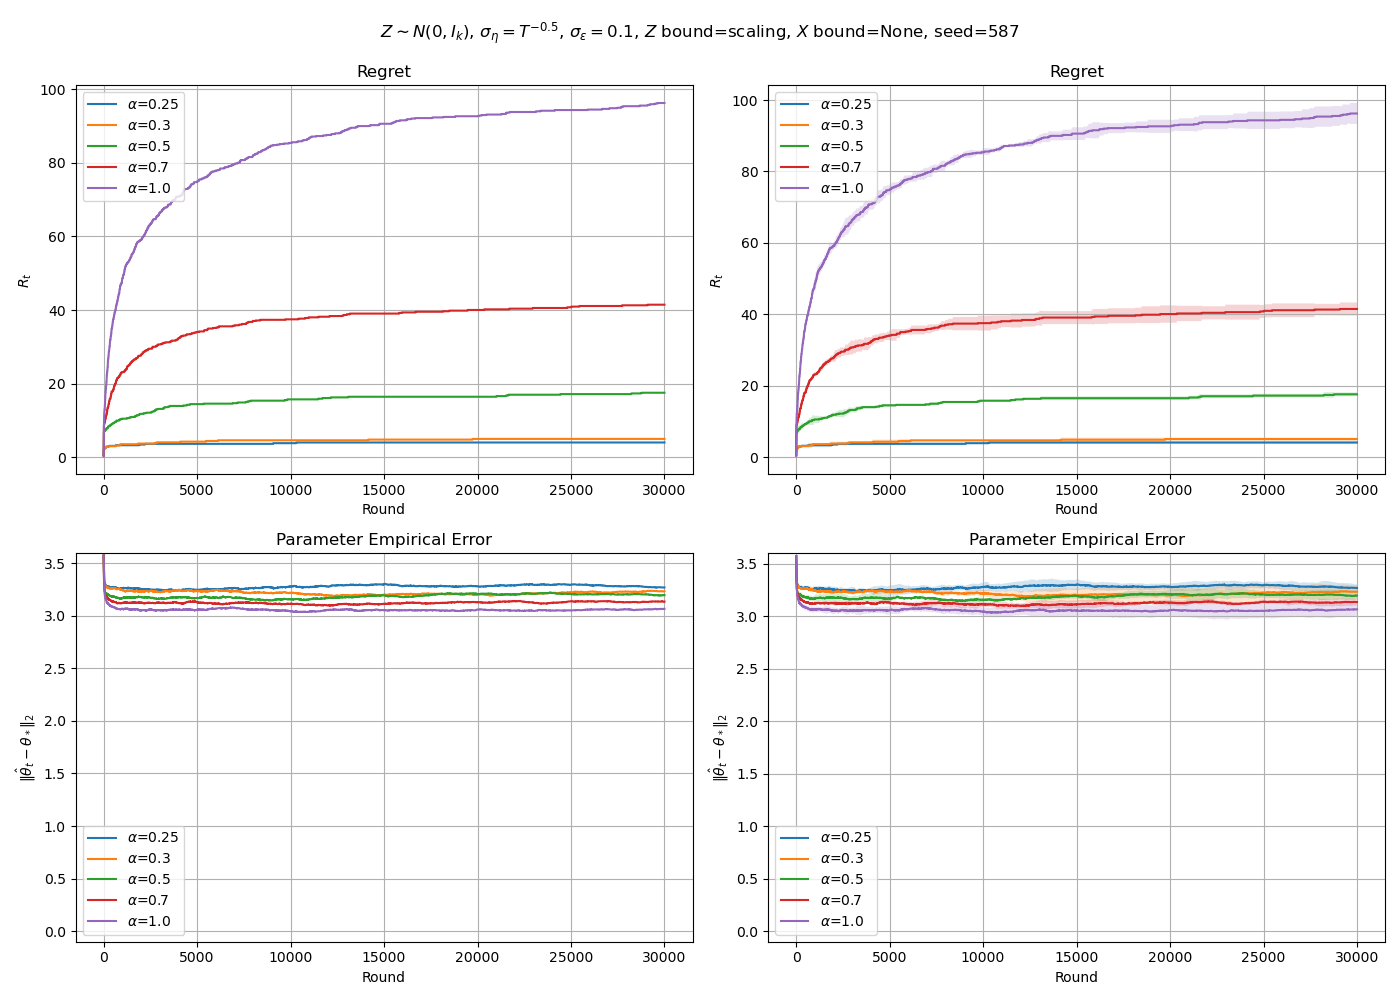 Z ∼ N(0, I_k), σ_η = T^{−0.5}, σ_ε = 0.1, Z bound=scaling, X bound=None, seed=587
Regret
100
80
60
40
20
0
R_t
α=0.25
α=0.3
α=0.5
α=0.7
α=1.0
0 5000 10000 15000 20000 25000 30000
Round
Regret
100
80
60
40
20
0
R_t
α=0.25
α=0.3
α=0.5
α=0.7
α=1.0
0 5000 10000 15000 20000 25000 30000
Round
Parameter Empirical Error
3.5
3.0
2.5
2.0
1.5
1.0
0.5
0.0
‖θ̂_t − θ_*‖_2
α=0.25
α=0.3
α=0.5
α=0.7
α=1.0
0 5000 10000 15000 20000 25000 30000
Round
Parameter Empirical Error
3.5
3.0
2.5
2.0
1.5
1.0
0.5
0.0
‖θ̂_t − θ_*‖_2
α=0.25
α=0.3
α=0.5
α=0.7
α=1.0
0 5000 10000 15000 20000 25000 30000
Round